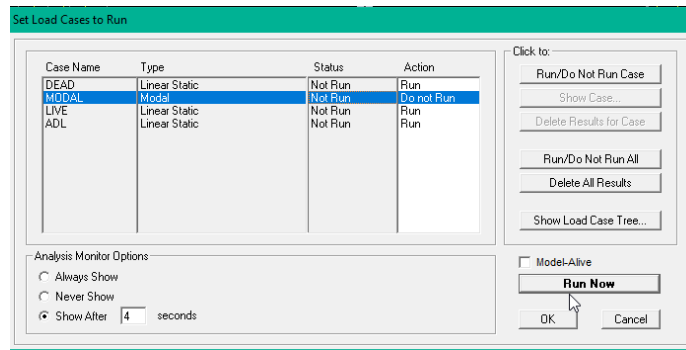 Set Load Cases to Run
Case Name Type Status Action
DEAD Linear Static Not Run Run
MODAL Modal Not Run Do not Run
LIVE Linear Static Not Run Run
ADL Linear Static Not Run Run
Click to:
Run/Do Not Run Case
Show Case...
Delete Results for Case
Run/Do Not Run All
Delete All Results
Show Load Case Tree...
Analysis Monitor Options
Always Show
Never Show
Show After 4 seconds
Model-Alive
Run Now
OK Cancel